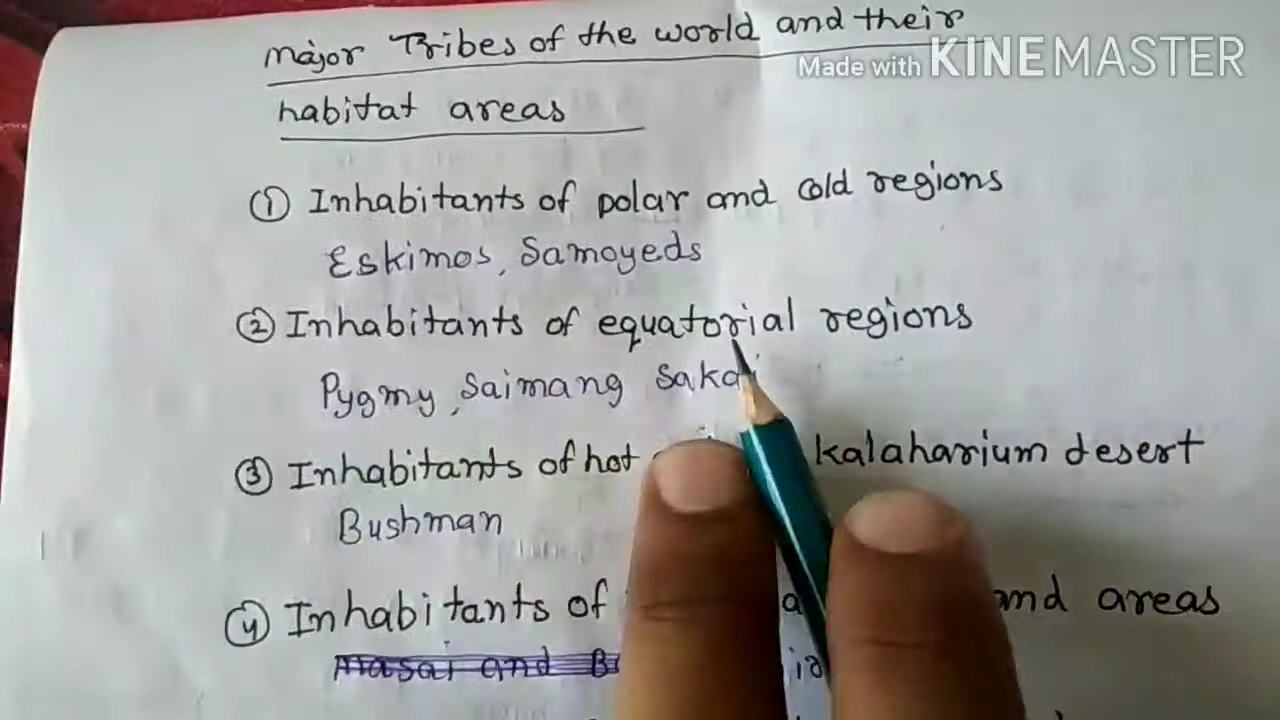 Major Tribes of the world and their
Made with KINEMASTER
habitat areas
① Inhabitants of polar and cold regions
Eskimos, Samoyeds
② Inhabitants of equatorial regions
Pygmy, Saimang
③ Inhabitants of hot kalaharium desert
Bushman
④ Inhabitants of areas
Masai and